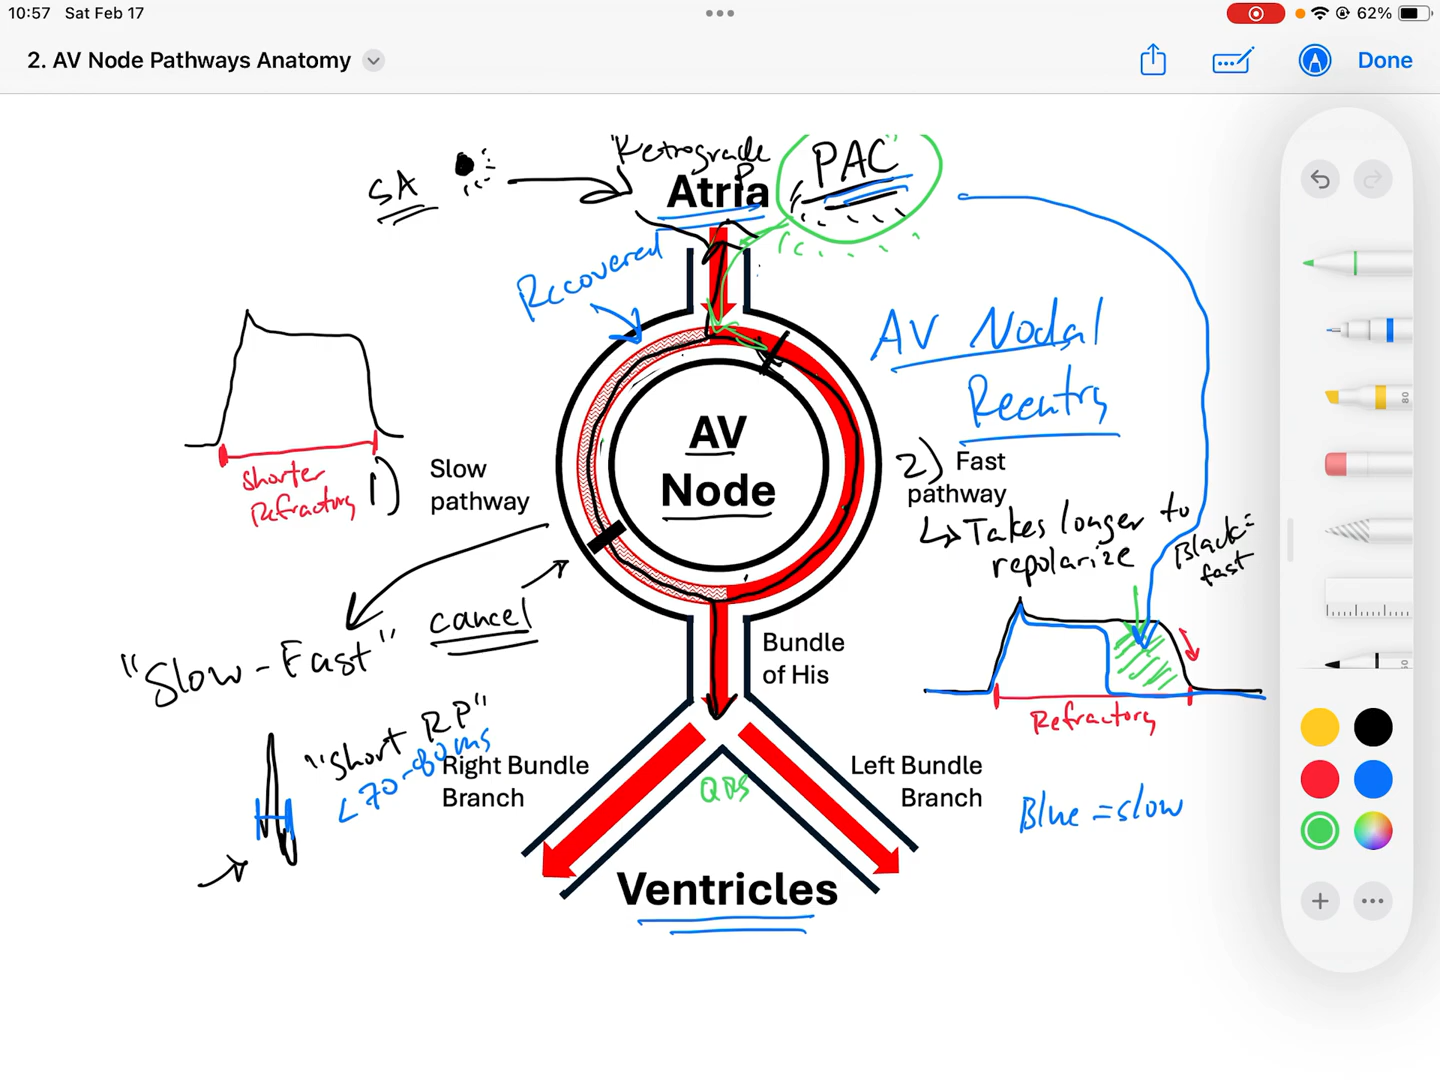 10:57 Sat Feb 17
62%
2. AV Node Pathways Anatomy
Done
"Retrograde
P
PAC"
SA
Atria
Recovered
AV Nodal
Reentry
AV
Node
Shorter
Refractory
1)
Slow
pathway
2) Fast
pathway
↳ Takes longer to
repolarize
Black =
fast
"Slow-Fast"
cancel
Bundle
of His
Refractory
"Short RP"
<70-80ms
Right Bundle
Branch
QRS
Left Bundle
Branch
Blue = slow
Ventricles
80
50